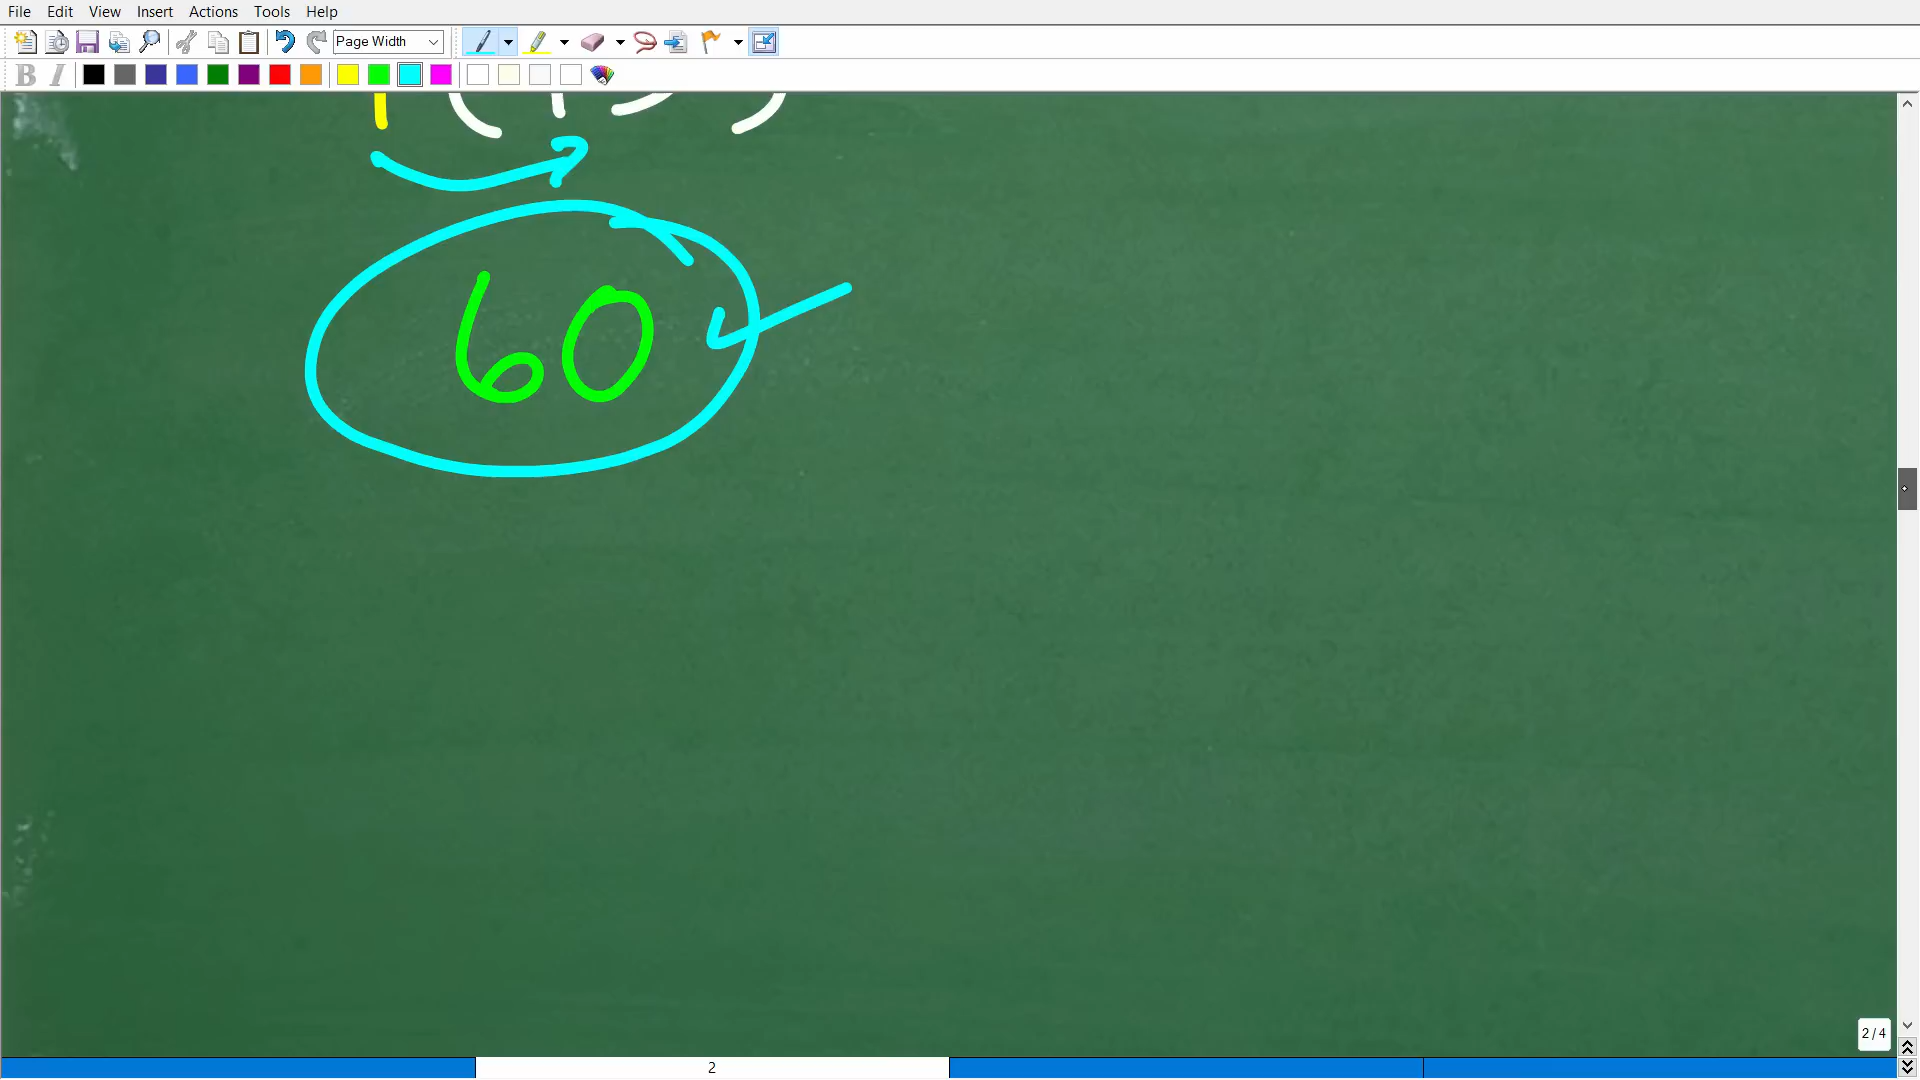 File Edit View Insert Actions Tools Help
Page Width
B I
60
2 / 4
2